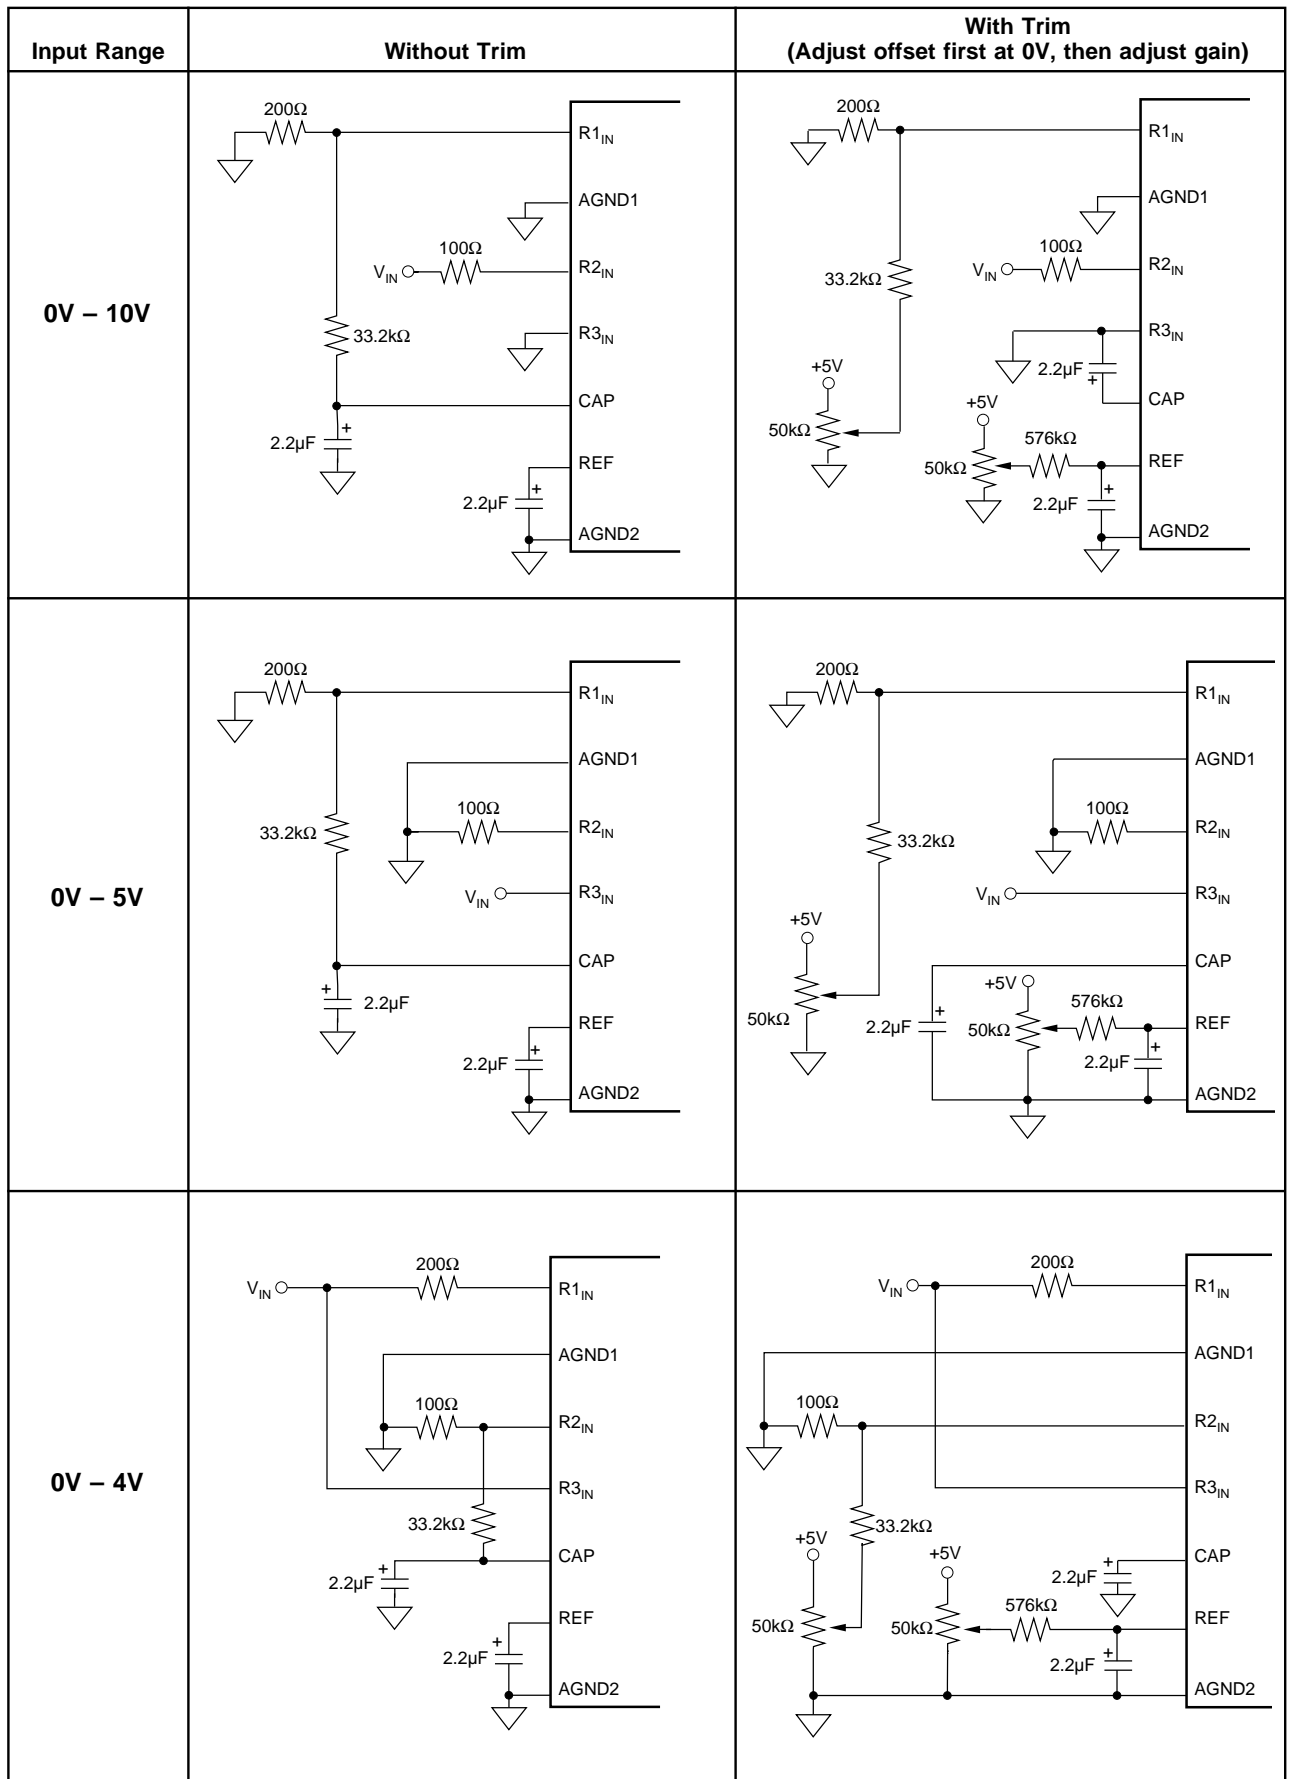 Input Range
Without Trim
With Trim
(Adjust offset first at 0V, then adjust gain)
0V – 10V
200Ω
R1IN
AGND1
100Ω
VIN
R2IN
33.2kΩ
R3IN
CAP
+
2.2µF
REF
+
2.2µF
AGND2
200Ω
R1IN
AGND1
100Ω
VIN
R2IN
33.2kΩ
R3IN
+5V
2.2µF
+
CAP
+5V
50kΩ
576kΩ
REF
50kΩ
+
2.2µF
AGND2
0V – 5V
200Ω
R1IN
AGND1
100Ω
33.2kΩ
R2IN
VIN
R3IN
CAP
+
2.2µF
REF
+
2.2µF
AGND2
200Ω
R1IN
AGND1
100Ω
R2IN
33.2kΩ
VIN
R3IN
+5V
CAP
+5V
576kΩ
50kΩ
+
2.2µF
50kΩ
REF
+
2.2µF
AGND2
0V – 4V
200Ω
VIN
R1IN
AGND1
100Ω
R2IN
R3IN
33.2kΩ
CAP
+
2.2µF
REF
+
2.2µF
AGND2
200Ω
VIN
R1IN
AGND1
100Ω
R2IN
R3IN
33.2kΩ
+5V
+5V
CAP
+
2.2µF
576kΩ
50kΩ
50kΩ
REF
+
2.2µF
AGND2